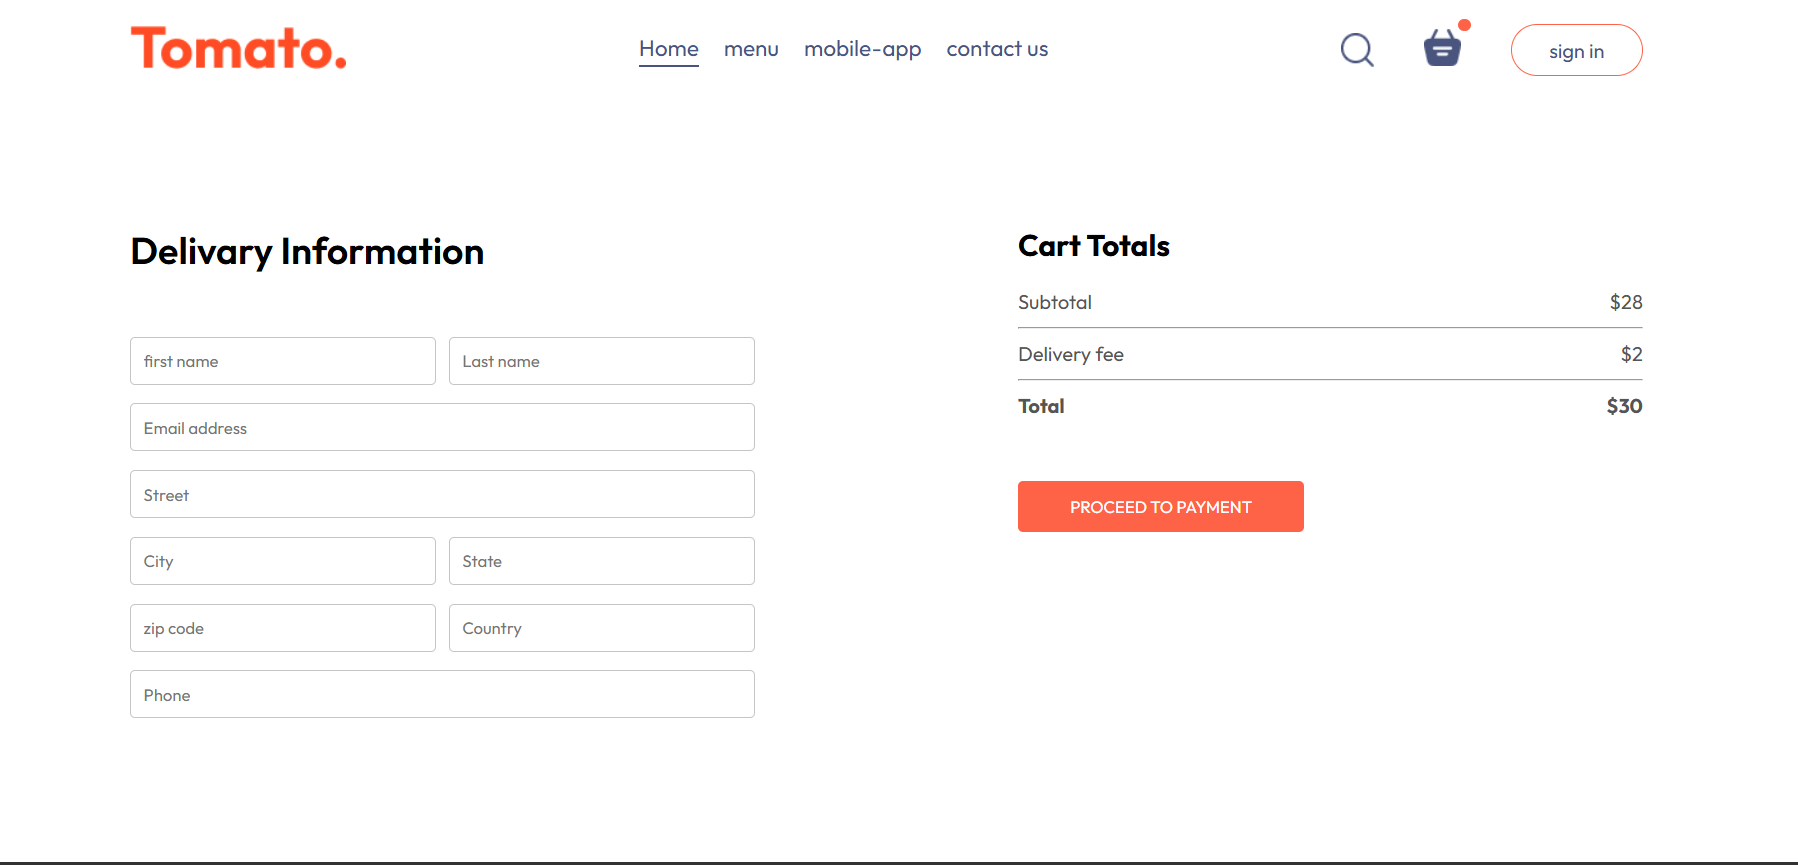 Tomato.
Home menu mobile-app contact us
sign in
Delivary Information
first name Last name
Email address
Street
City State
zip code Country
Phone
Cart Totals
Subtotal $28
Delivery fee $2
Total $30
PROCEED TO PAYMENT